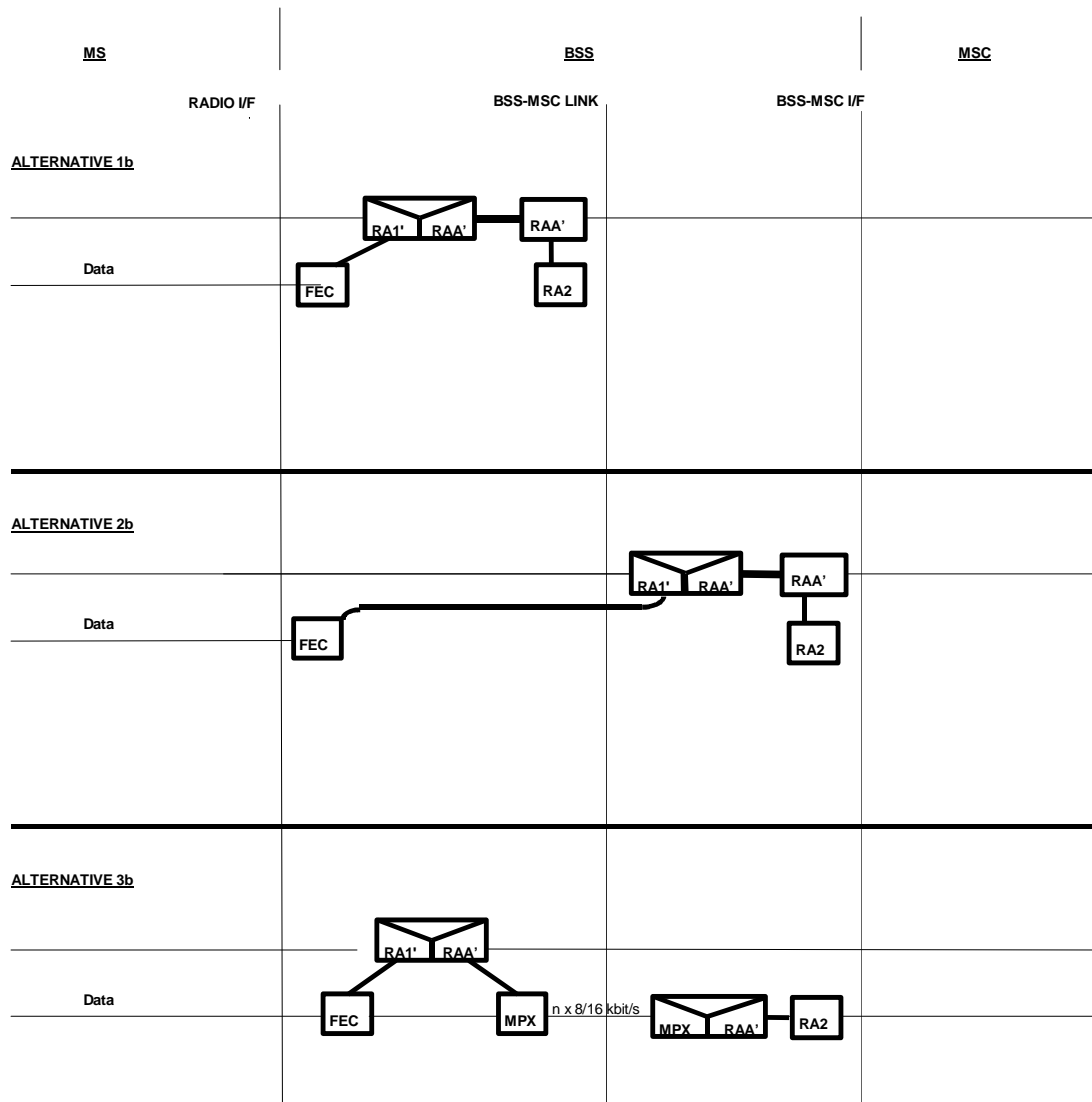 MS BSS MSC
RADIO I/F BSS-MSC LINK BSS-MSC I/F
ALTERNATIVE 1b
RA1' RAA' RAA’
Data
FEC RA2
ALTERNATIVE 2b
RA1' RAA’ RAA’
Data
FEC RA2
ALTERNATIVE 3b
RA1' RAA'
Data
FEC MPX n x 8/16 kbit/s MPX RAA’ RA2